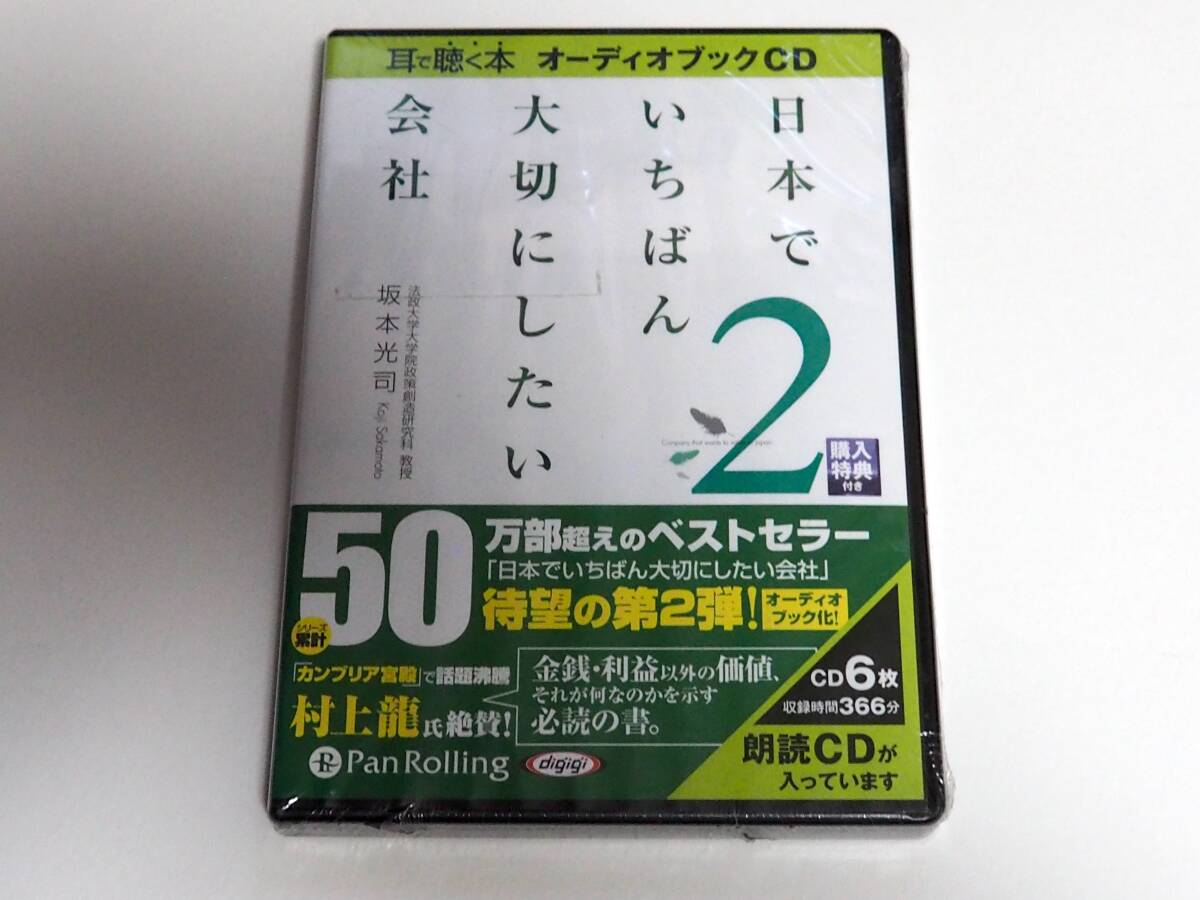 耳で聴く本 オーディオブックCD
日本で
いちばん
大切にしたい
会社
2
法政大学大学院政策創造研究科 教授
坂本光司 Koji Sakamoto
購入
特典
付き
シリーズ
累計
50
万部超えのベストセラー
「日本でいちばん大切にしたい会社」
待望の第2弾!
オーディオ
ブック化!
「カンブリア宮殿」で話題沸騰
村上龍氏絶賛!
金銭・利益以外の価値、
それが何なのかを示す
必読の書。
CD6枚
収録時間366分
朗読CDが
入っています
PanRolling
digigi